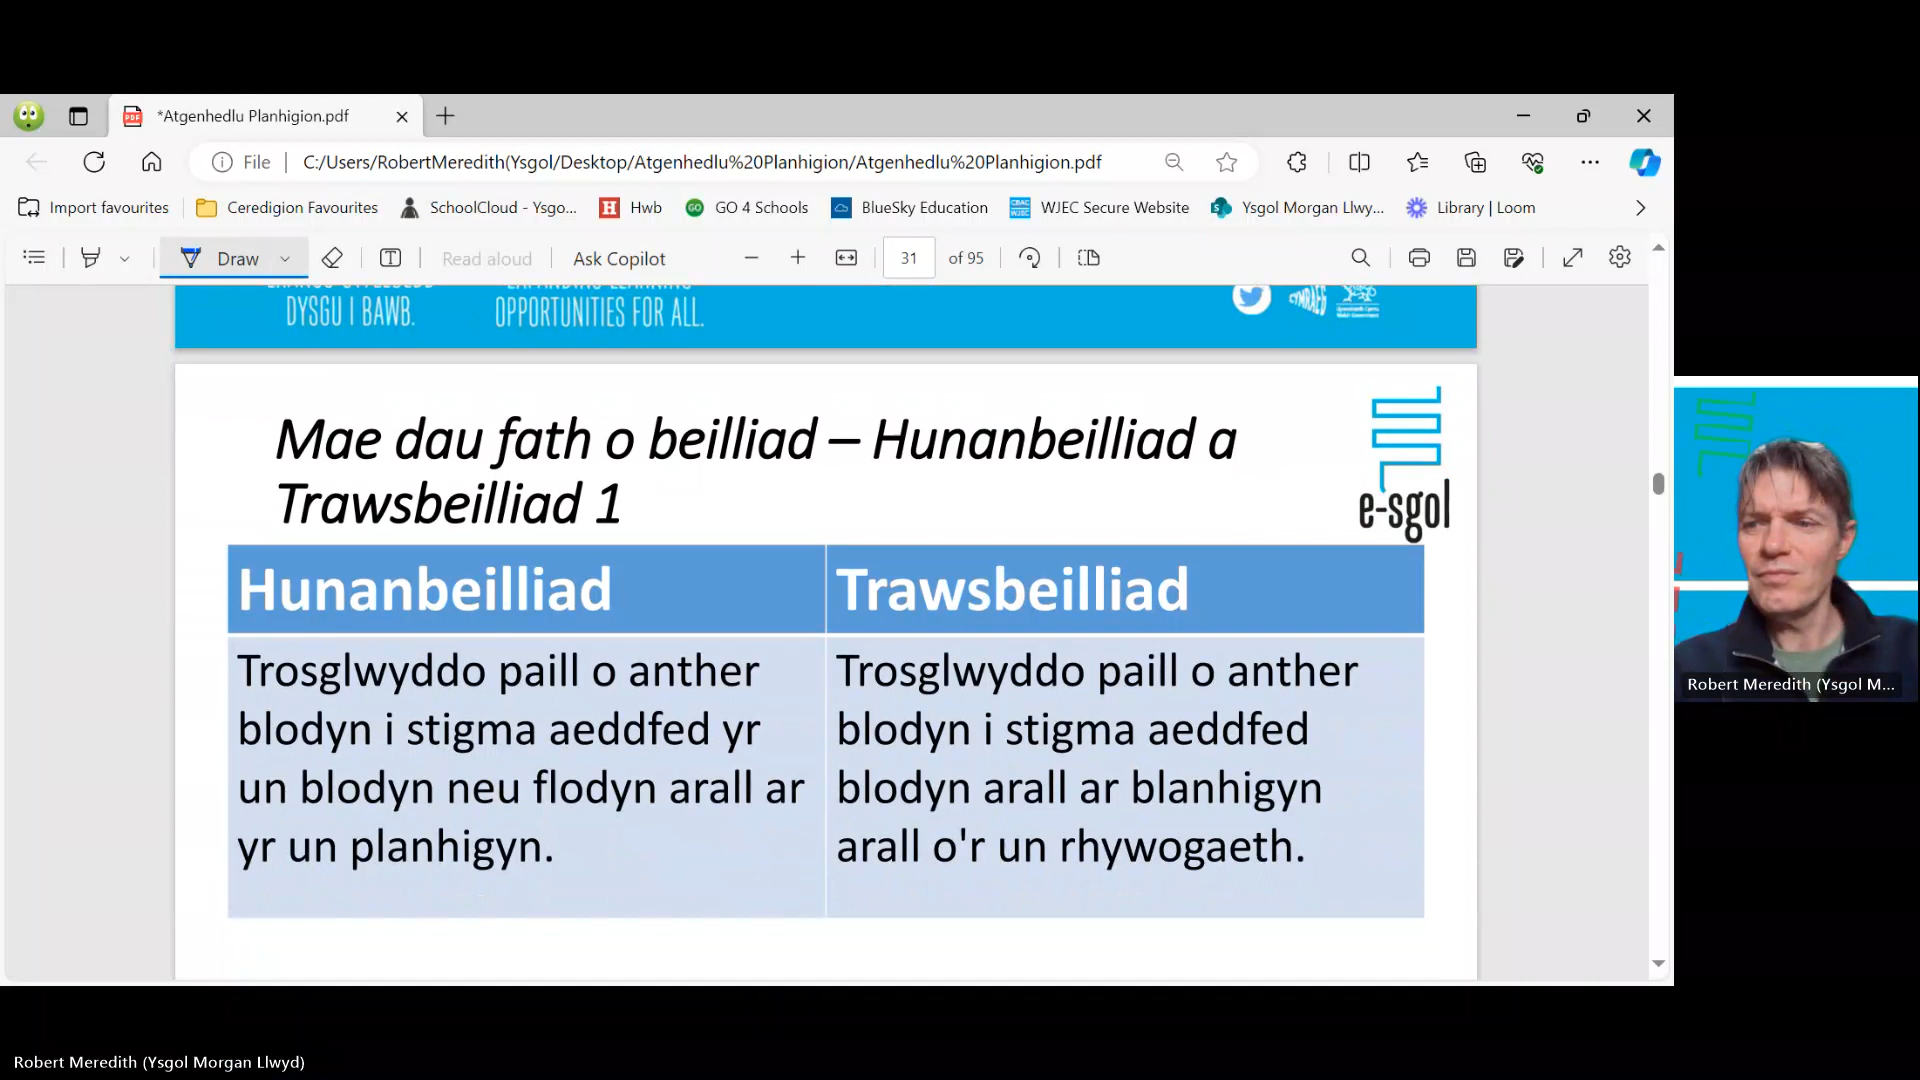 *Atgenhedlu Planhigion.pdf
File C:/Users/RobertMeredith(Ysgol/Desktop/Atgenhedlu%20Planhigion/Atgenhedlu%20Planhigion.pdf
Import favourites Ceredigion Favourites SchoolCloud - Ysgo... Hwb GO 4 Schools BlueSky Education WJEC Secure Website Ysgol Morgan Llwy... Library | Loom
Draw Read aloud Ask Copilot 31 of 95
DYSGU I BAWB. OPPORTUNITIES FOR ALL.
Mae dau fath o beilliad – Hunanbeilliad a
Trawsbeilliad 1
e-sgol
Hunanbeilliad
Trosglwyddo paill o anther
blodyn i stigma aeddfed yr
un blodyn neu flodyn arall ar
yr un planhigyn.
Trawsbeilliad
Trosglwyddo paill o anther
blodyn i stigma aeddfed
blodyn arall ar blanhigyn
arall o'r un rhywogaeth.
Robert Meredith (Ysgol M...
Robert Meredith (Ysgol Morgan Llwyd)